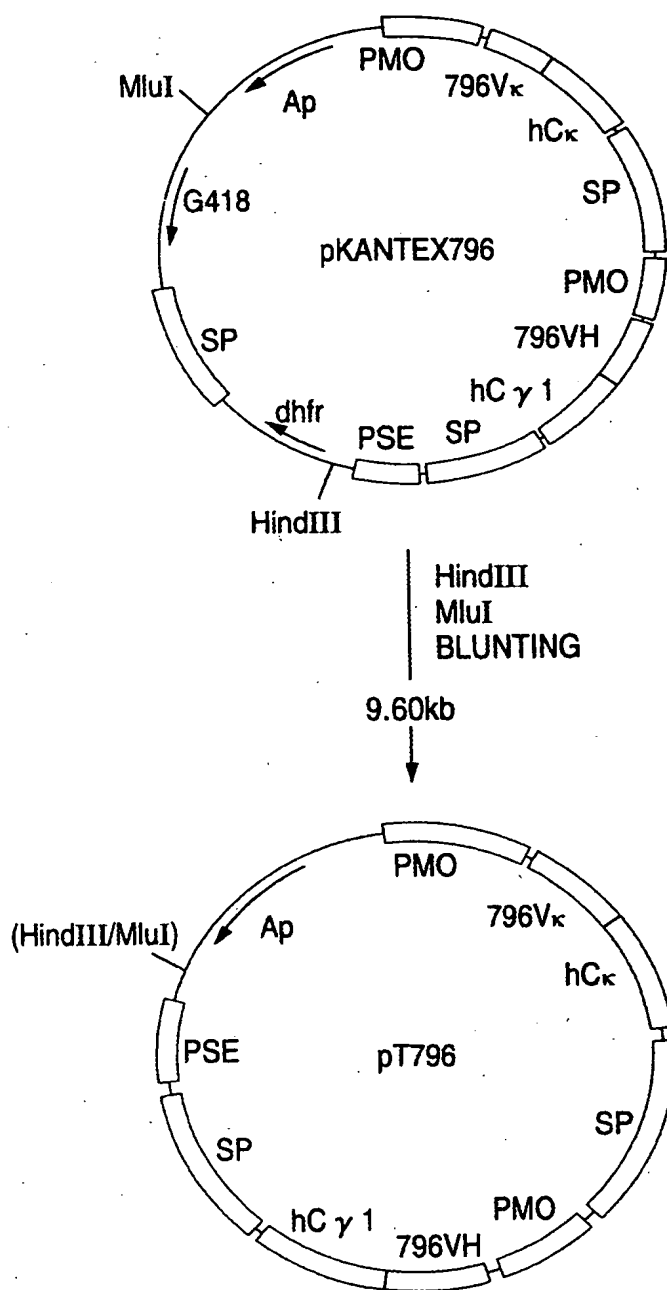 PMO
796Vκ
MluI
Ap
hCκ
G418
SP
pKANTEX796
PMO
796VH
SP
hC γ 1
dhfr
PSE
SP
HindIII
HindIII
MluI
BLUNTING
9.60kb
PMO
796Vκ
(HindIII/MluI)
Ap
hCκ
PSE
pT796
SP
SP
PMO
hC γ 1
796VH